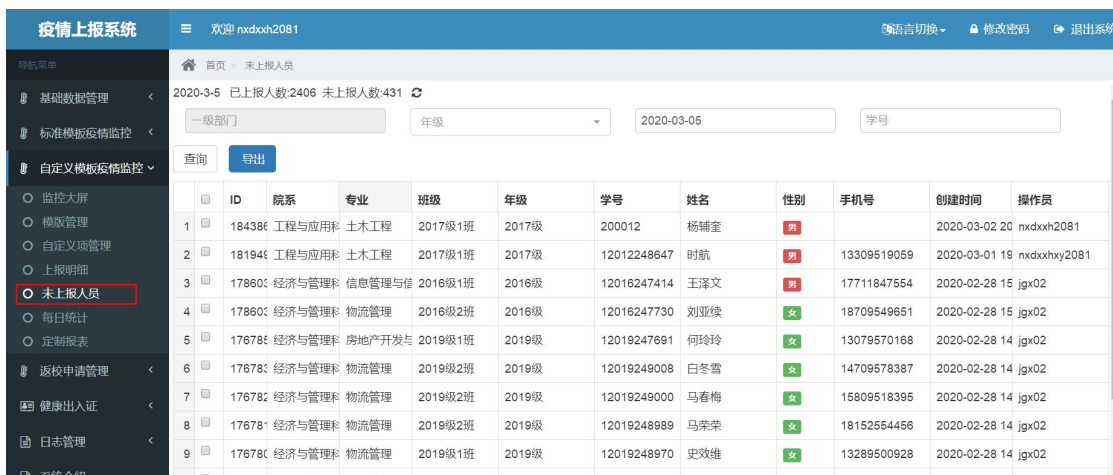 疫情上报系统 欢迎 nxdxxh2081 语言切换 修改密码 退出系统
导航菜单 首页 > 未上报人员
基础数据管理 2020-3-5 已上报人数:2406 未上报人数:431
标准模板疫情监控 一级部门 年级 2020-03-05 学号
自定义模板疫情监控 查询 导出
监控大屏
模版管理
自定义项管理
上报明细
未上报人员
每日统计
定制报表
返校申请管理
健康出入证
日志管理
ID 院系 专业 班级 年级 学号 姓名 性别 手机号 创建时间 操作员
1 184386 工程与应用科 土木工程 2017级1班 2017级 200012 杨辅奎 男 2020-03-02 20 nxdxxh2081
2 181949 工程与应用科 土木工程 2017级1班 2017级 12012248647 时航 男 13309519059 2020-03-01 19 nxdxxhxy2081
3 178603 经济与管理科 信息管理与信 2016级1班 2016级 12016247414 王泽文 男 17711847554 2020-02-28 15 jgx02
4 178603 经济与管理科 物流管理 2016级2班 2016级 12016247730 刘亚续 女 18709549651 2020-02-28 15 jgx02
5 176785 经济与管理科 房地产开发与 2019级1班 2019级 12019247691 何玲玲 女 13079570168 2020-02-28 14 jgx02
6 176783 经济与管理科 物流管理 2019级2班 2019级 12019249008 白冬雪 女 14709578387 2020-02-28 14 jgx02
7 176782 经济与管理科 物流管理 2019级2班 2019级 12019249000 马春梅 女 15809518395 2020-02-28 14 jgx02
8 176781 经济与管理科 物流管理 2019级2班 2019级 12019248989 马荣荣 女 18152554456 2020-02-28 14 jgx02
9 176780 经济与管理科 物流管理 2019级1班 2019级 12019248970 史效维 女 13289500928 2020-02-28 14 jgx02